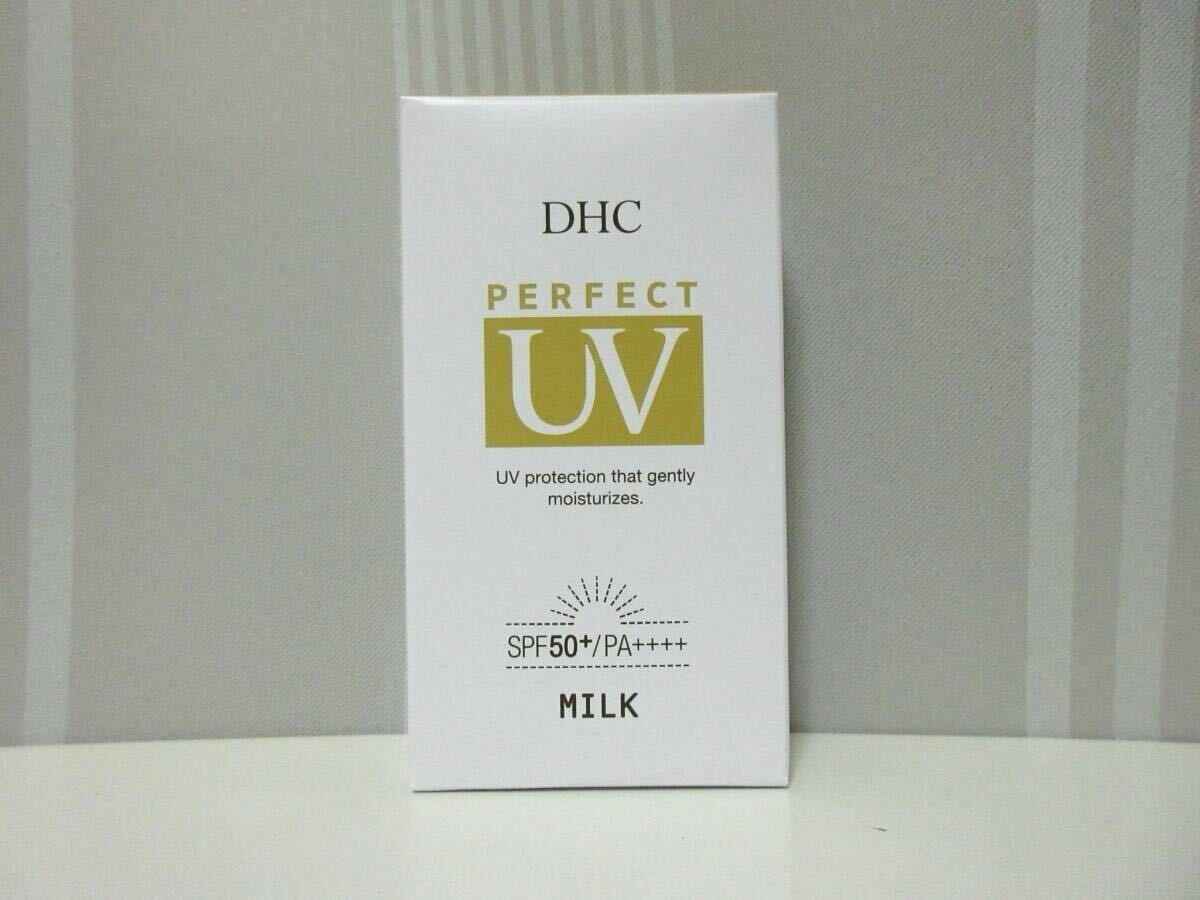 DHC
PERFECT
UV
UV protection that gently
moisturizes.
SPF50+/PA++++
MILK